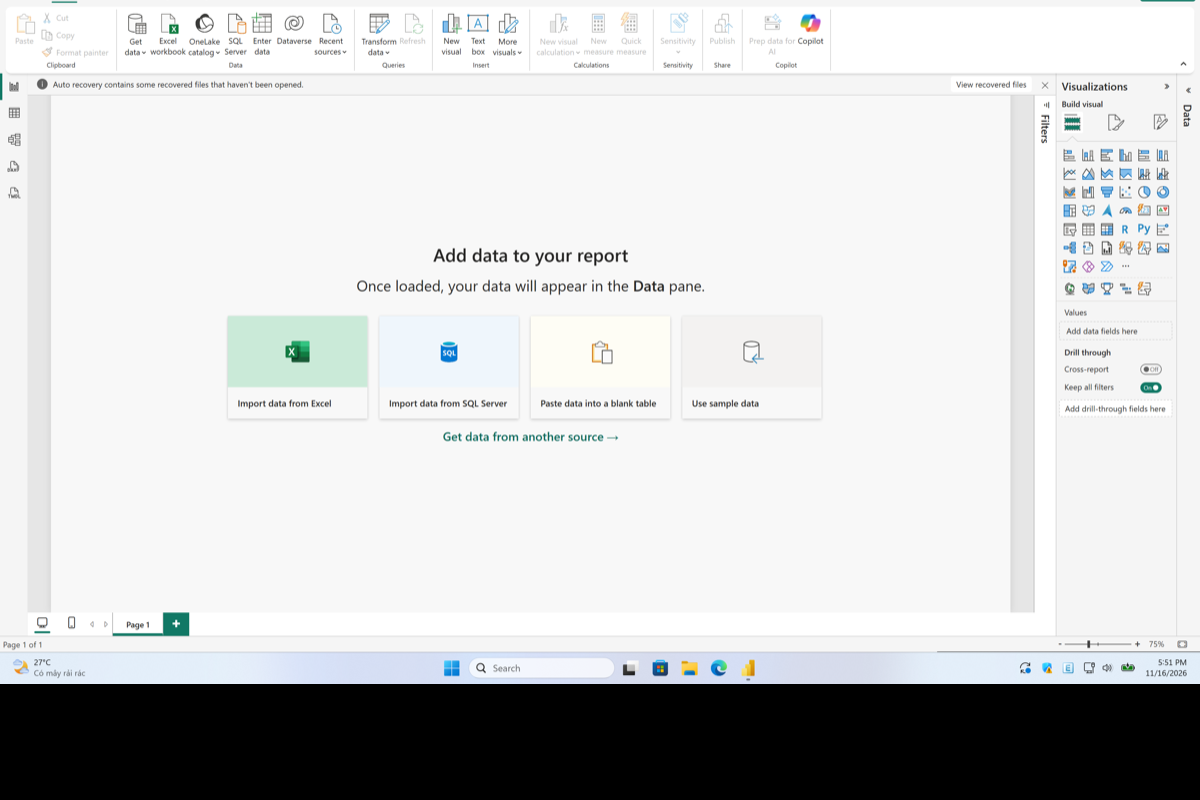 Paste
Cut
Copy
Format painter
Clipboard
Get data
Excel workbook
OneLake catalog
SQL Server
Enter data
Dataverse
Recent sources
Data
Transform data
Refresh
Queries
New visual
Text box
More visuals
Insert
New visual calculation
New measure
Quick measure
Calculations
Sensitivity
Sensitivity
Publish
Share
Prep data for AI
Copilot
Copilot
Auto recovery contains some recovered files that haven't been opened.
View recovered files
Filters
Visualizations
Build visual
Data
R
Py
Values
Add data fields here
Drill through
Cross-report
Off
Keep all filters
On
Add drill-through fields here
Add data to your report
Once loaded, your data will appear in the Data pane.
SQL
Import data from Excel
Import data from SQL Server
Paste data into a blank table
Use sample data
Get data from another source →
Page 1
+
Page 1 of 1
- + 75%
27°C
Có mây rải rác
Search
5:51 PM
11/16/2026